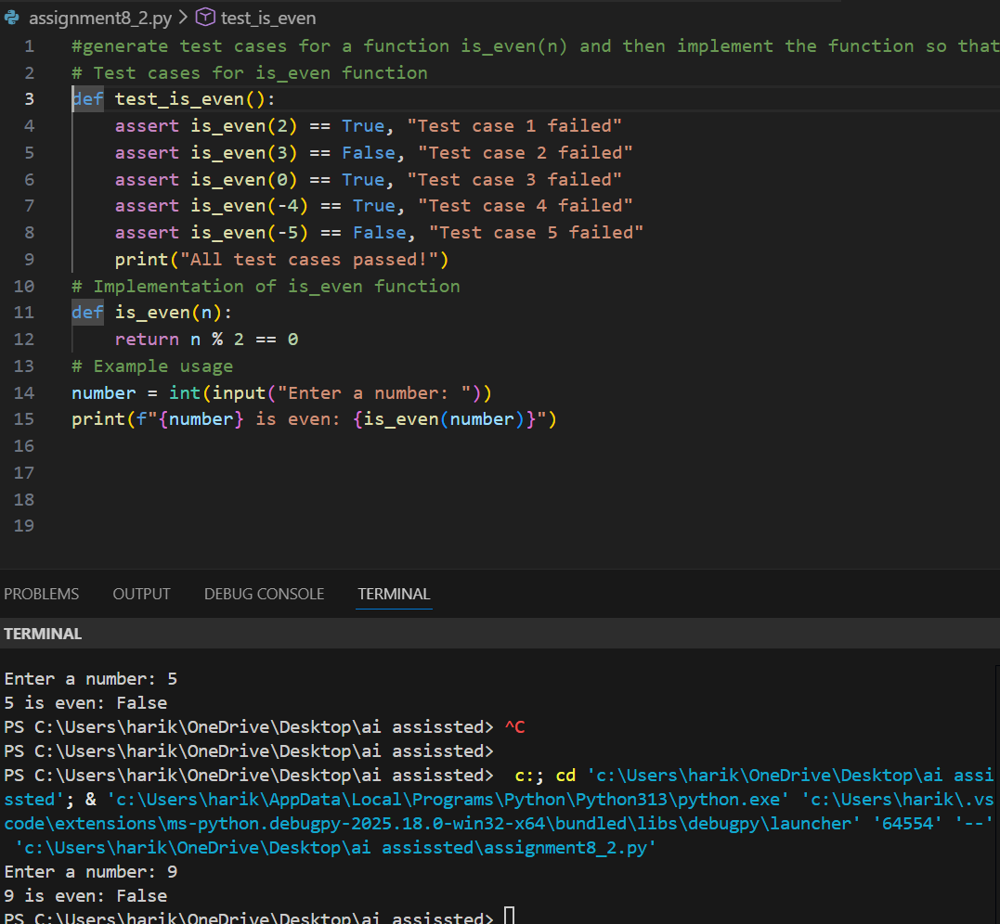 assignment8_2.py > test_is_even
1 #generate test cases for a function is_even(n) and then implement the function so that
2 # Test cases for is_even function
3 def test_is_even():
4     assert is_even(2) == True, "Test case 1 failed"
5     assert is_even(3) == False, "Test case 2 failed"
6     assert is_even(0) == True, "Test case 3 failed"
7     assert is_even(-4) == True, "Test case 4 failed"
8     assert is_even(-5) == False, "Test case 5 failed"
9     print("All test cases passed!")
10 # Implementation of is_even function
11 def is_even(n):
12     return n % 2 == 0
13 # Example usage
14 number = int(input("Enter a number: "))
15 print(f"{number} is even: {is_even(number)}")
16
17
18
19
PROBLEMS OUTPUT DEBUG CONSOLE TERMINAL
TERMINAL
Enter a number: 5
5 is even: False
PS C:\Users\harik\OneDrive\Desktop\ai assissted> ^C
PS C:\Users\harik\OneDrive\Desktop\ai assissted>
PS C:\Users\harik\OneDrive\Desktop\ai assissted>  c:; cd 'c:\Users\harik\OneDrive\Desktop\ai assi
ssted'; & 'c:\Users\harik\AppData\Local\Programs\Python\Python313\python.exe' 'c:\Users\harik\.vs
code\extensions\ms-python.debugpy-2025.18.0-win32-x64\bundled\libs\debugpy\launcher' '64554' '--'
 'c:\Users\harik\OneDrive\Desktop\ai assissted\assignment8_2.py'
Enter a number: 9
9 is even: False
PS C:\Users\harik\OneDrive\Desktop\ai assissted>